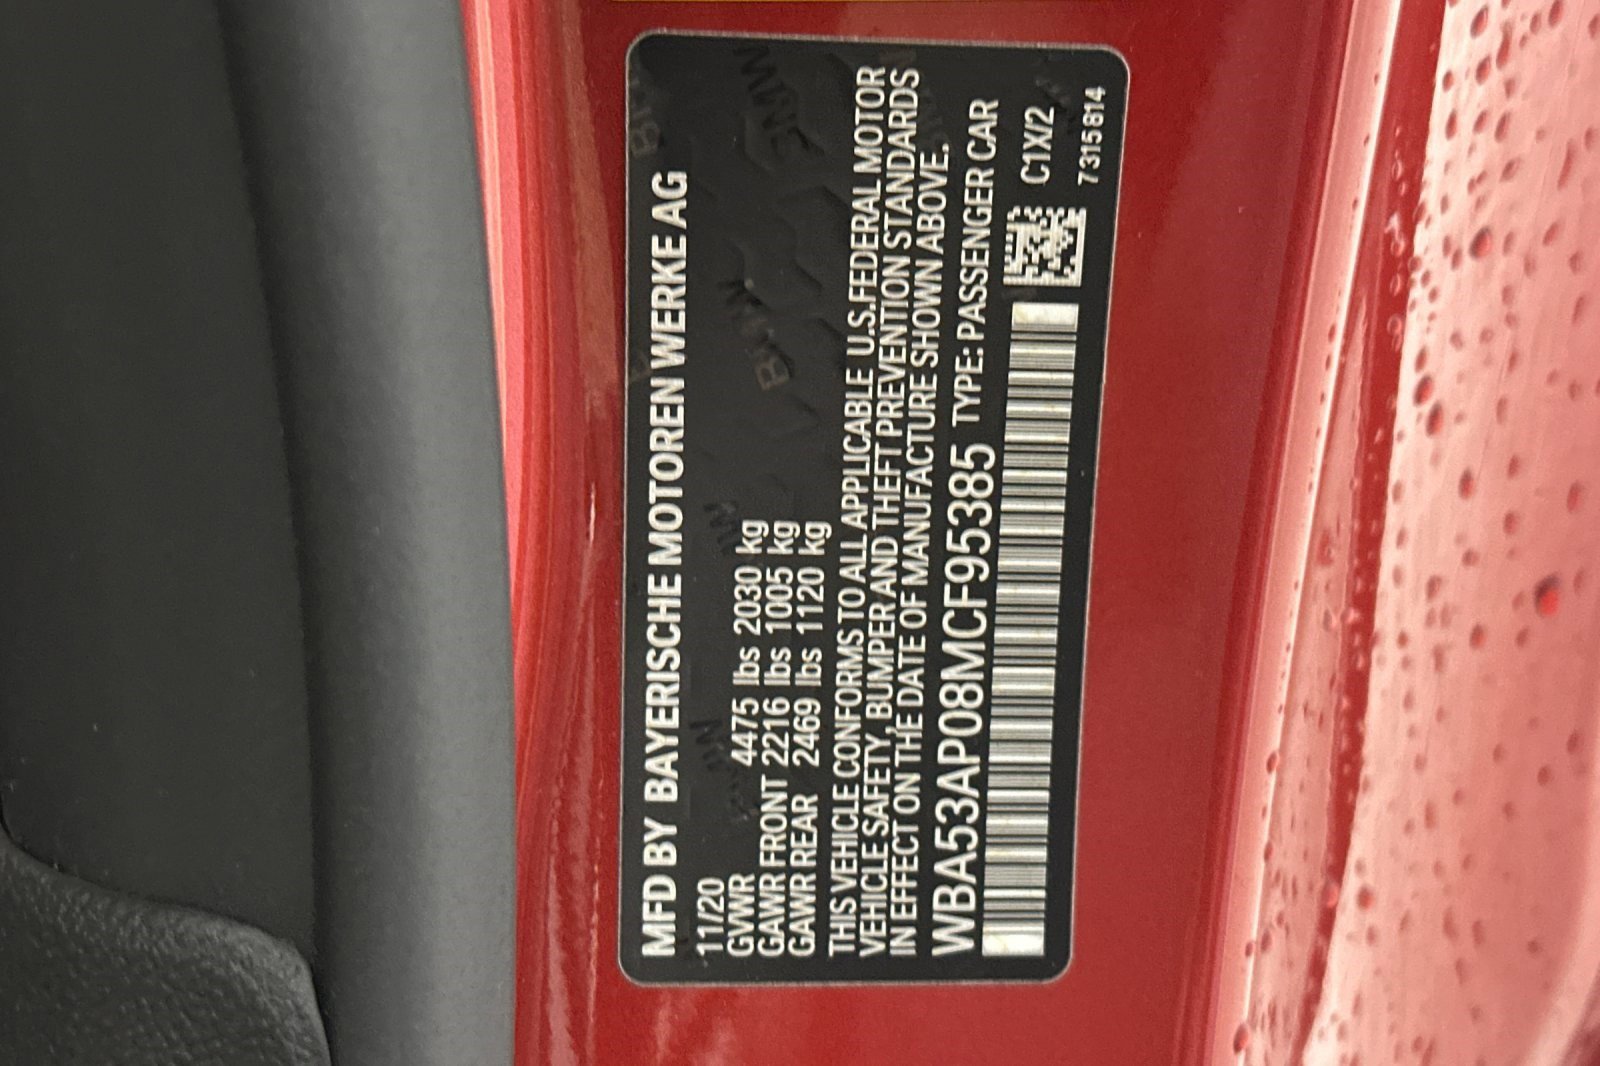 MFD BY BAYERISCHE MOTOREN WERKE AG
11/20
GVWR 4475 lbs 2030 kg
GAWR FRONT 2216 lbs 1005 kg
GAWR REAR 2469 lbs 1120 kg
THIS VEHICLE CONFORMS TO ALL APPLICABLE U.S.FEDERAL MOTOR
VEHICLE SAFETY, BUMPER AND THEFT PREVENTION STANDARDS
IN EFFECT ON THE DATE OF MANUFACTURE SHOWN ABOVE.
WBA53AP08MCF95385 TYPE: PASSENGER CAR
C1X/2
7315814